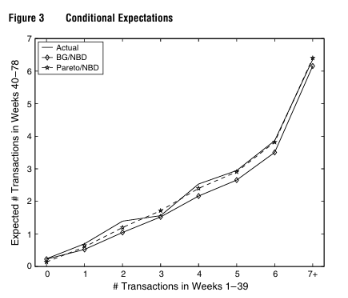 Figure 3 Conditional Expectations
7
6
5
4
3
2
1
0
Actual
BG/NBD
Pareto/NBD
Expected # Transactions in Weeks 40–78
0 1 2 3 4 5 6 7+
# Transactions in Weeks 1–39